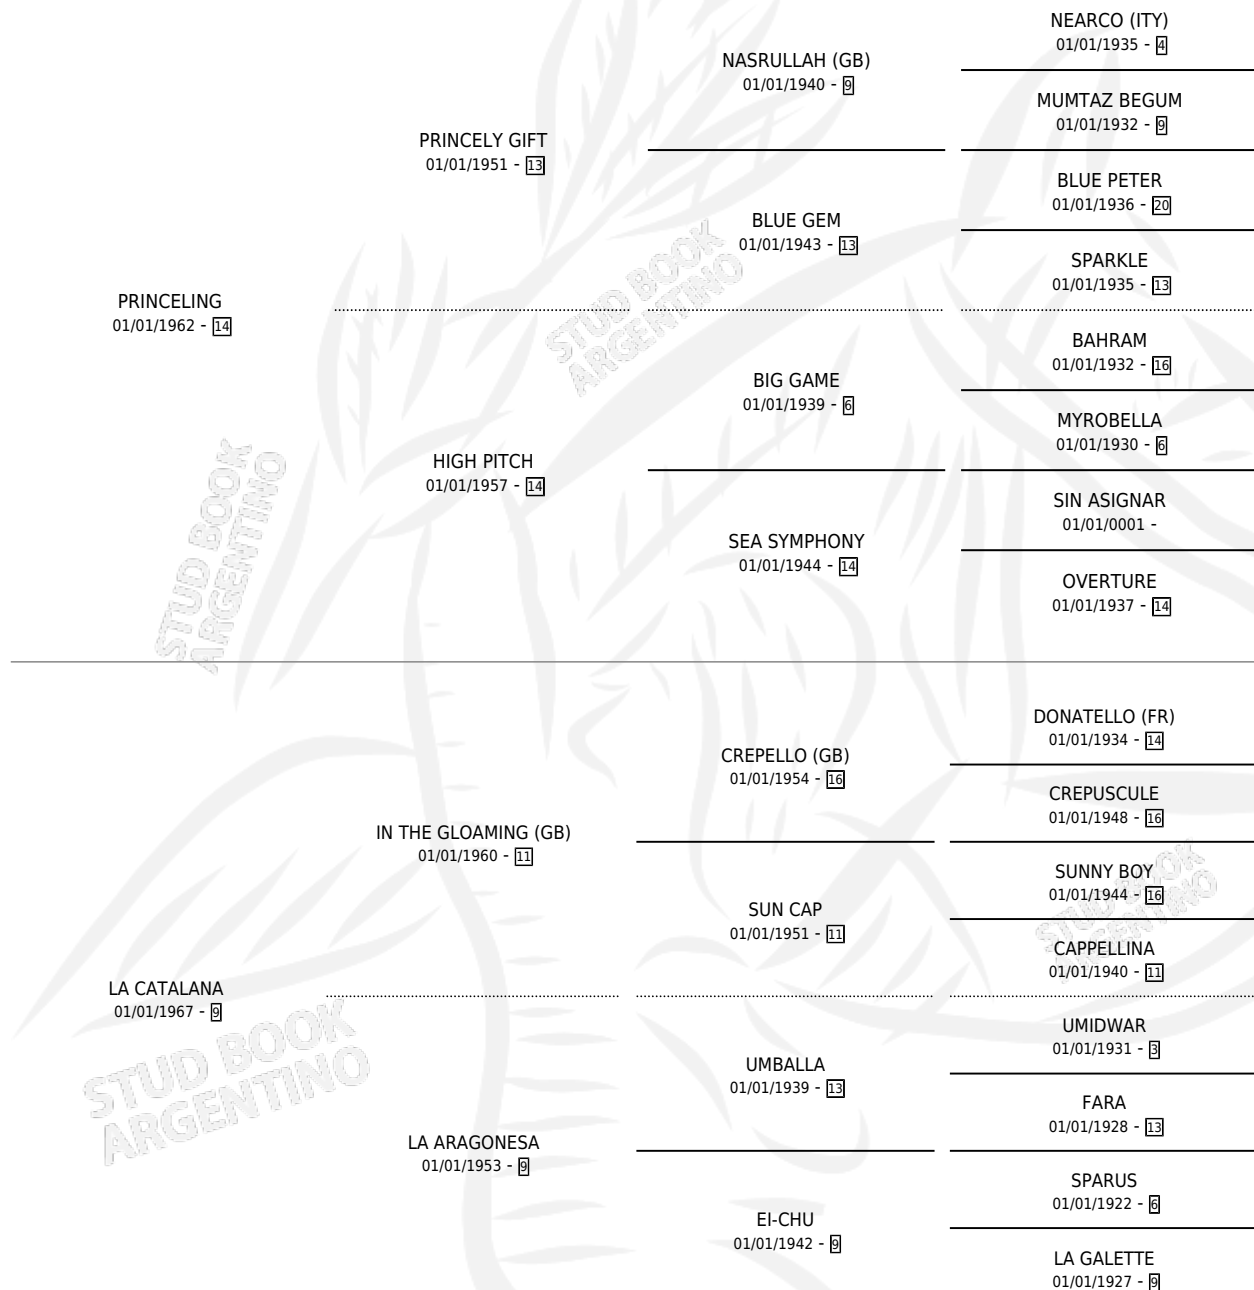 NEARCO (ITY)
01/01/1935 - 4
NASRULLAH (GB)
01/01/1940 - 9
MUMTAZ BEGUM
01/01/1932 - 9
PRINCELY GIFT
01/01/1951 - 13
BLUE PETER
01/01/1936 - 20
BLUE GEM
01/01/1943 - 13
SPARKLE
01/01/1935 - 13
PRINCELING
01/01/1962 - 14
BAHRAM
01/01/1932 - 16
BIG GAME
01/01/1939 - 6
MYROBELLA
01/01/1930 - 6
HIGH PITCH
01/01/1957 - 14
SIN ASIGNAR
01/01/0001 -
SEA SYMPHONY
01/01/1944 - 14
OVERTURE
01/01/1937 - 14
DONATELLO (FR)
01/01/1934 - 14
CREPELLO (GB)
01/01/1954 - 16
CREPUSCULE
01/01/1948 - 16
IN THE GLOAMING (GB)
01/01/1960 - 11
SUNNY BOY
01/01/1944 - 16
SUN CAP
01/01/1951 - 11
CAPPELLINA
01/01/1940 - 11
LA CATALANA
01/01/1967 - 9
UMIDWAR
01/01/1931 - 3
UMBALLA
01/01/1939 - 13
FARA
01/01/1928 - 13
LA ARAGONESA
01/01/1953 - 9
SPARUS
01/01/1922 - 6
EI-CHU
01/01/1942 - 9
LA GALETTE
01/01/1927 - 9
STUD BOOK
ARGENTINO
STUD BOOK
ARGENTINO
STUD BOOK
ARGENTINO
STUD BOOK
ARGENTINO